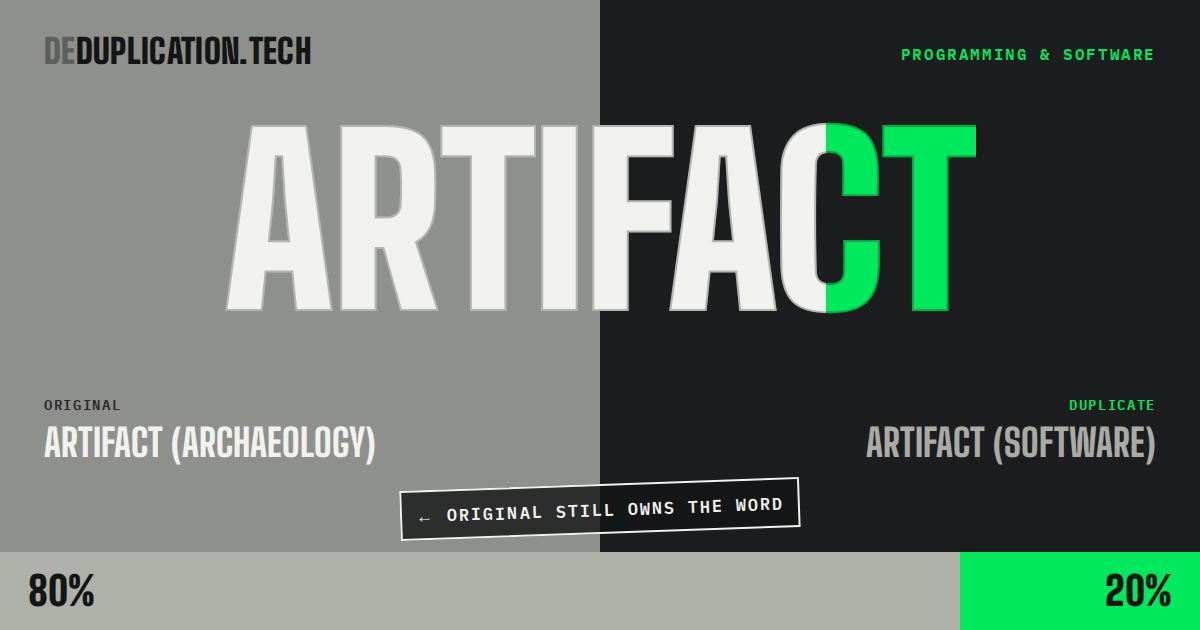 DEDUPLICATION.TECH
PROGRAMMING & SOFTWARE
ARTIFACT
ORIGINAL
ARTIFACT (ARCHAEOLOGY)
DUPLICATE
ARTIFACT (SOFTWARE)
← ORIGINAL STILL OWNS THE WORD
80%
20%